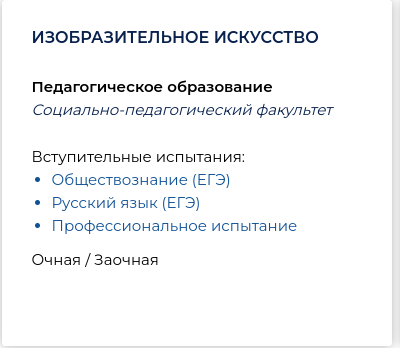 ИЗОБРАЗИТЕЛЬНОЕ ИСКУССТВО
Педагогическое образование
Социально-педагогический факультет
Вступительные испытания:
• Обществознание (ЕГЭ)
• Русский язык (ЕГЭ)
• Профессиональное испытание
Очная / Заочная